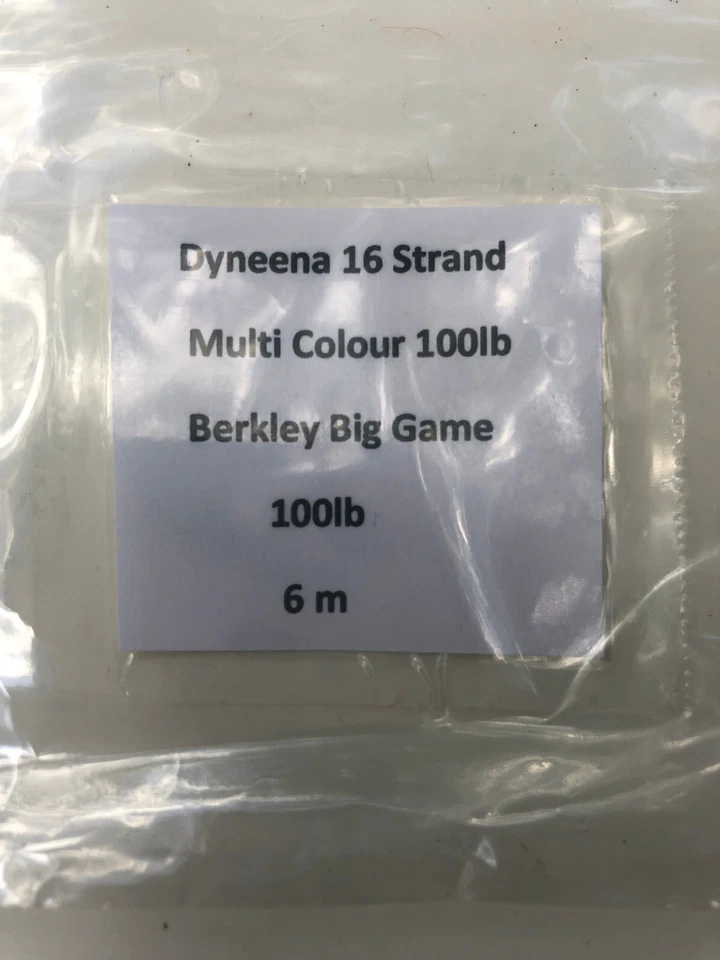 Dyneena 16 Strand
Multi Colour 100lb
Berkley Big Game
100lb
6 m